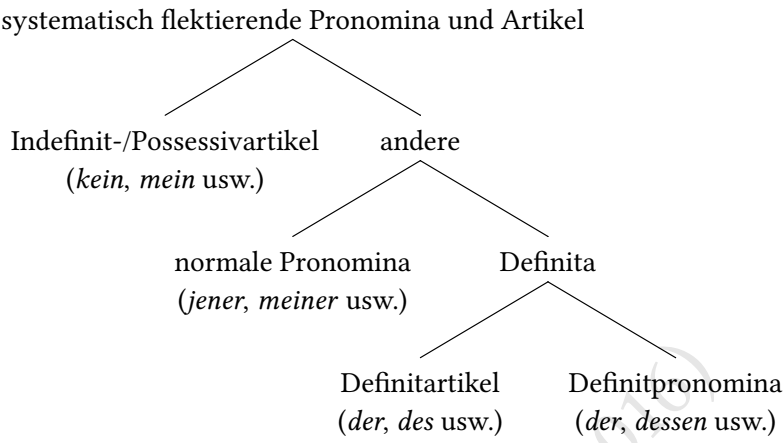 systematisch flektierende Pronomina und Artikel
Indefinit-/Possessivartikel andere
(kein, mein usw.)
normale Pronomina Definita
(jener, meiner usw.)
Definitartikel Definitpronomina
(der, des usw.) (der, dessen usw.)